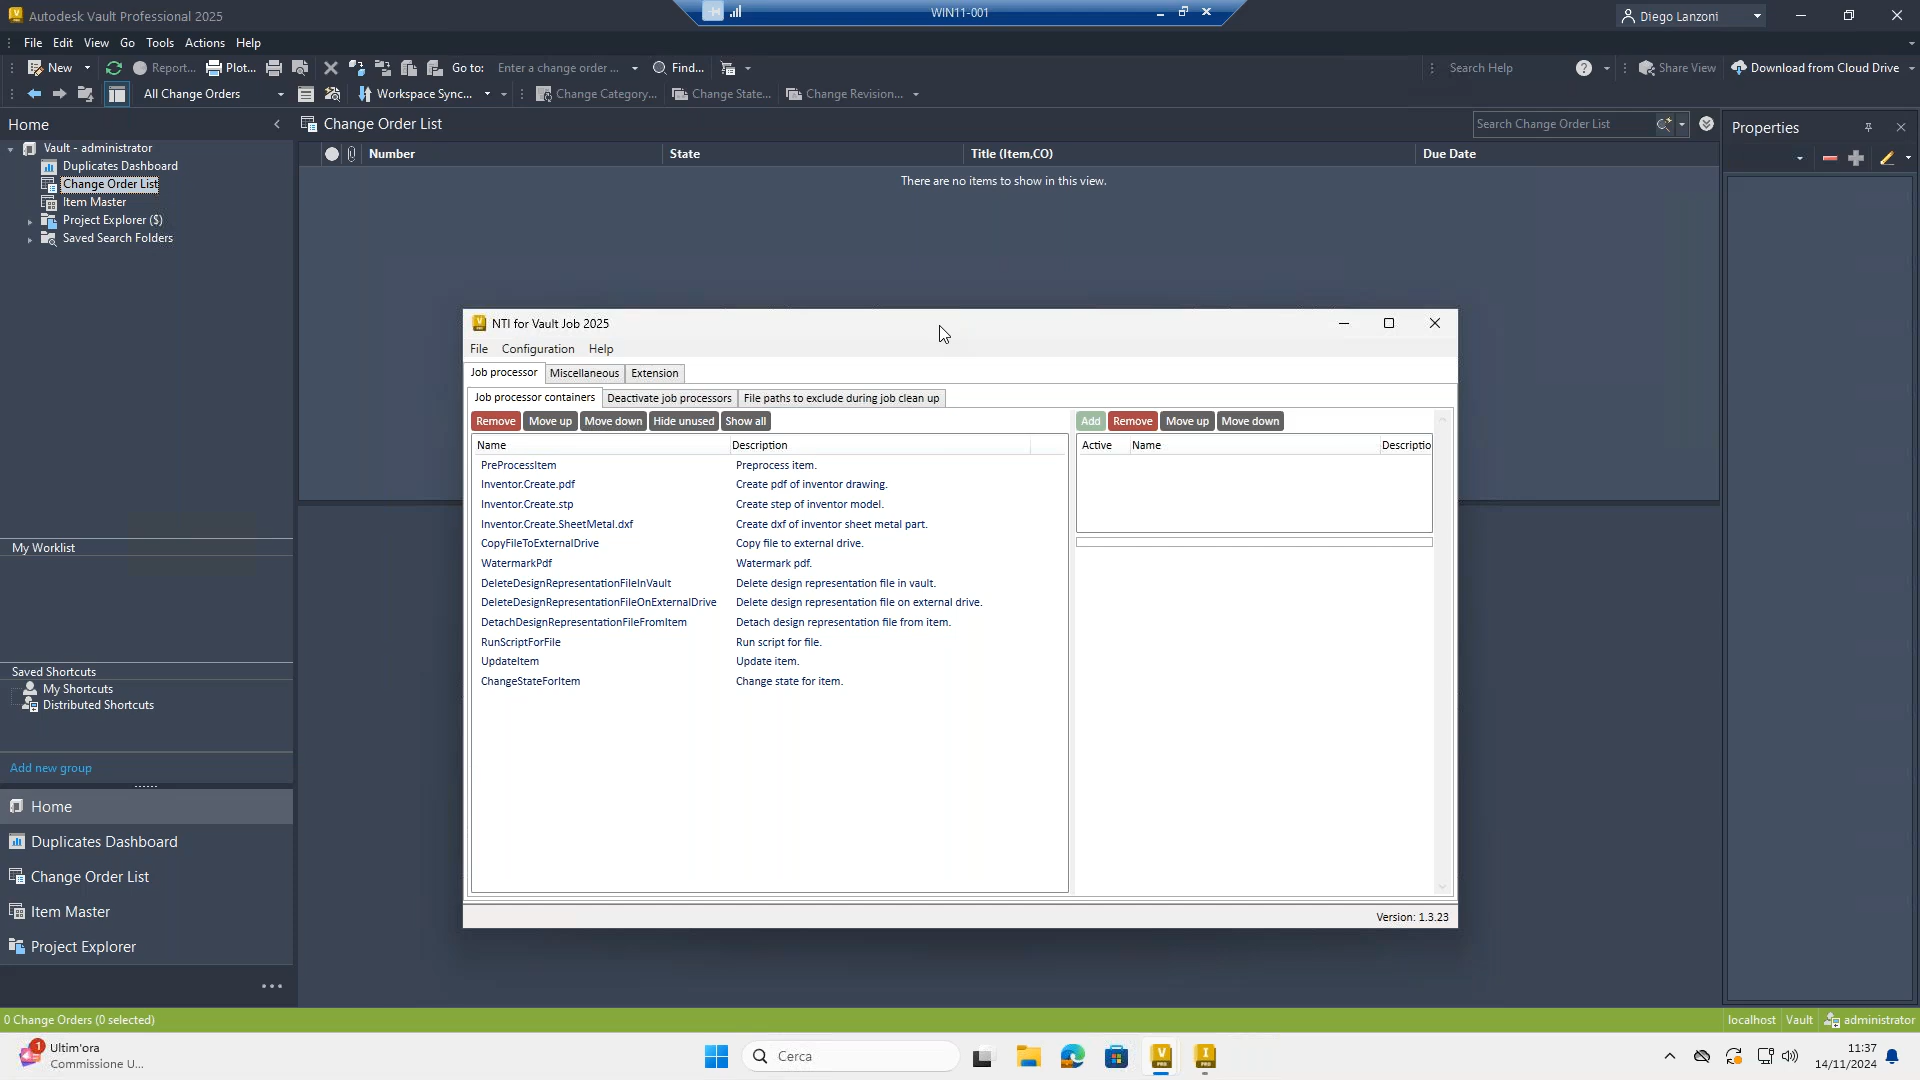 Autodesk Vault Professional 2025
WIN11-001
Diego Lanzoni
File Edit View Go Tools Actions Help
New Report... Plot... Go to: Enter a change order ... Find... Search Help Share View Download from Cloud Drive
All Change Orders Workspace Sync... Change Category... Change State... Change Revision...
Home
Vault - administrator
Duplicates Dashboard
Change Order List
Item Master
Project Explorer ($)
Saved Search Folders
My Worklist
Saved Shortcuts
My Shortcuts
Distributed Shortcuts
Add new group
Home
Duplicates Dashboard
Change Order List
Item Master
Project Explorer
Change Order List
Search Change Order List
Number State Title (Item,CO) Due Date
There are no items to show in this view.
Properties
NTI for Vault Job 2025
File Configuration Help
Job processor Miscellaneous Extension
Job processor containers Deactivate job processors File paths to exclude during job clean up
Remove Move up Move down Hide unused Show all
Name Description
PreProcessItem Preprocess item.
Inventor.Create.pdf Create pdf of inventor drawing.
Inventor.Create.stp Create step of inventor model.
Inventor.Create.SheetMetal.dxf Create dxf of inventor sheet metal part.
CopyFileToExternalDrive Copy file to external drive.
WatermarkPdf Watermark pdf.
DeleteDesignRepresentationFileInVault Delete design representation file in vault.
DeleteDesignRepresentationFileOnExternalDrive Delete design representation file on external drive.
DetachDesignRepresentationFileFromItem Detach design representation file from item.
RunScriptForFile Run script for file.
UpdateItem Update item.
ChangeStateForItem Change state for item.
Add Remove Move up Move down
Active Name Descriptio
Version: 1.3.23
0 Change Orders (0 selected)
localhost Vault administrator
1
Ultim'ora
Commissione U...
Cerca
11:37
14/11/2024